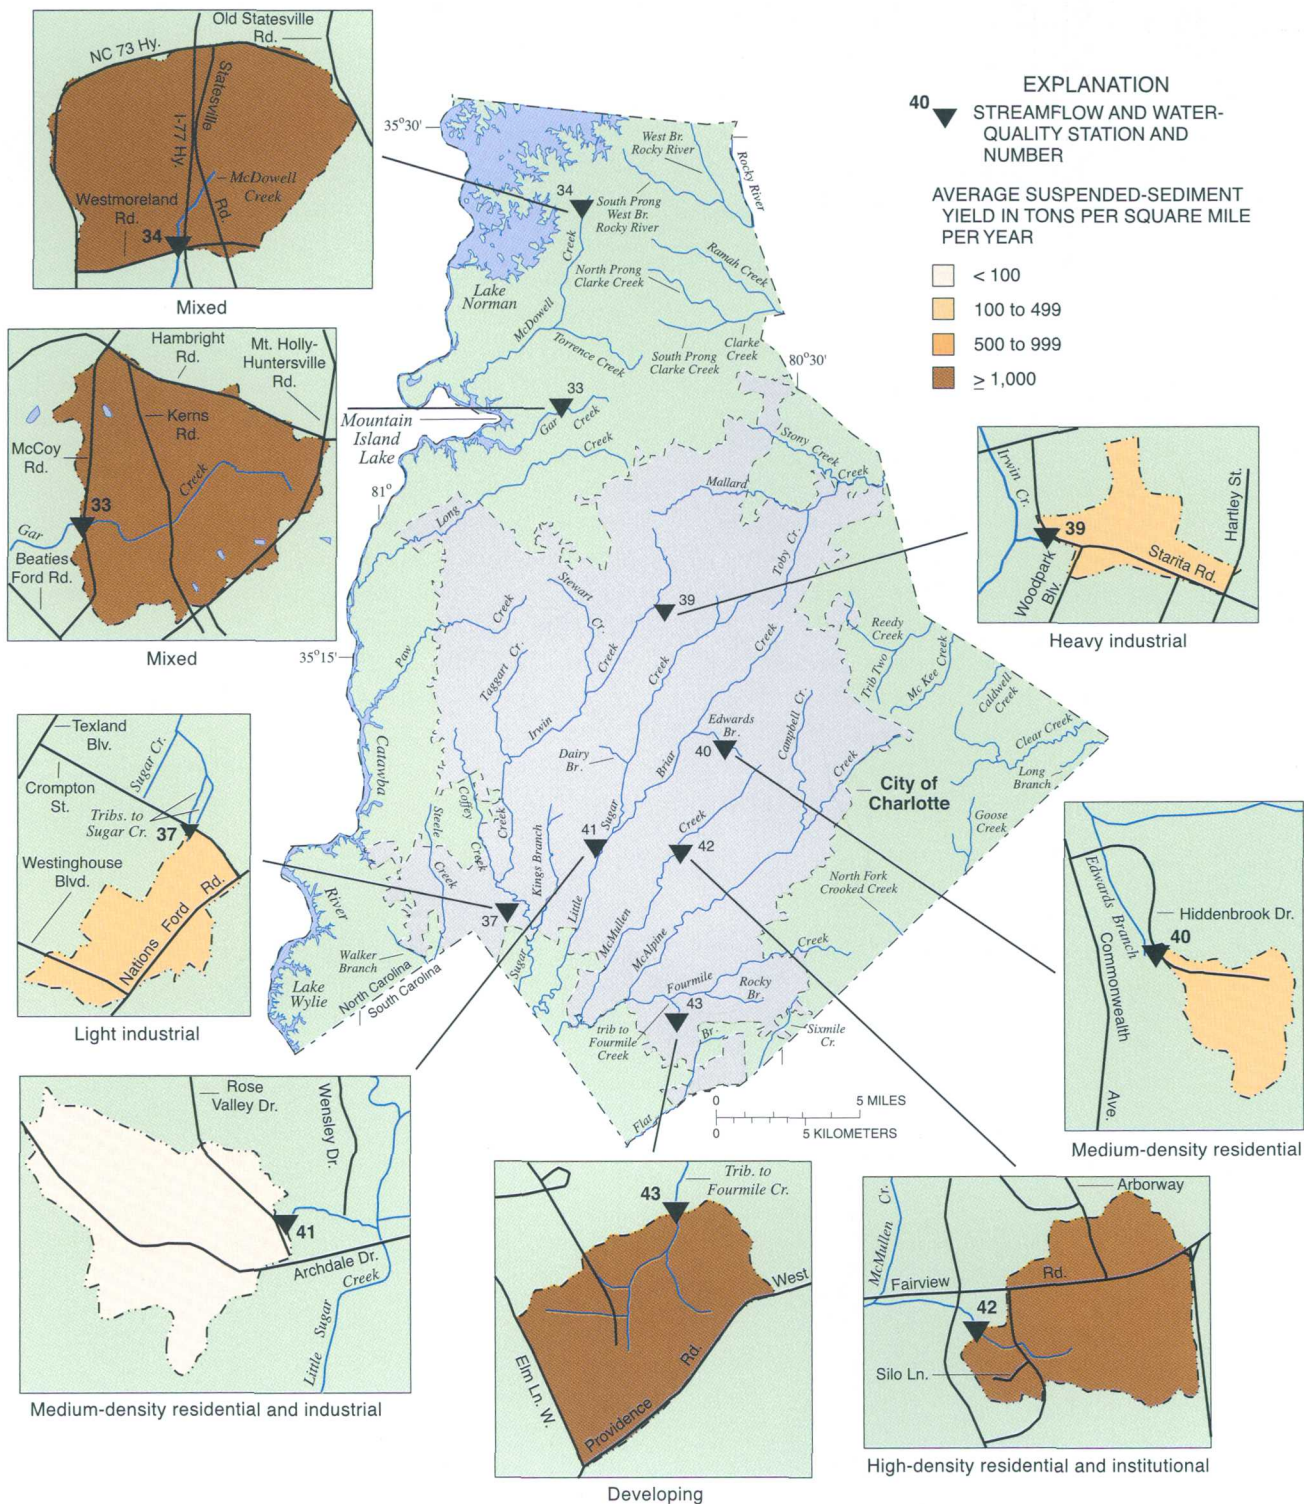 Old Statesville
Rd.
NC 73 Hy.
Statesville
Rd.
I-77 Hy.
McDowell
Creek
Westmoreland
Rd.
34
Mixed
Hambright
Rd.
Mt. Holly-
Huntersville
Rd.
Kerns
Rd.
McCoy
Rd.
Creek
33
Gar
Beaties
Ford Rd.
Mixed
Texland
Blv.
Sugar Cr.
Crompton
St.
Tribs. to
Sugar Cr.
37
Westinghouse
Blvd.
Nations Ford Rd.
Light industrial
Rose
Valley Dr.
Wensley Dr.
41
Archdale Dr.
Little Sugar Creek
Medium-density residential and industrial
35°30'
West Br.
Rocky River
Rocky River
34
South Prong
West Br.
Rocky River
Creek
Ramah Creek
North Prong
Clarke Creek
Lake
Norman
McDowell
Torrence Creek
South Prong
Clarke Creek
Clarke
Creek
80°30'
33
Gar Creek
Mountain
Island
Lake
Creek
Stony Creek
Creek
Mallard
81°
Long
Toby Cr.
Stewart
Cr.
39
Creek
Paw
Taggart Cr.
Creek
Creek
Creek
Reedy
Creek
Trib Two
Mc Kee Creek
Caldwell
Creek
35°15'
Irwin
Edwards
Br.
40
Campbell Cr.
Clear Creek
Dairy
Br.
Briar
Creek
Long
Branch
Catawba
City of
Charlotte
Coffey
Creek
Steele
Creek
Creek
Kings Branch
41
Sugar
Creek
42
Goose
Creek
North Fork
Crooked Creek
River
37
Little
McMullen
McAlpine
Creek
Walker
Branch
Sugar
Fourmile
Rocky
Br.
Lake
Wylie
North Carolina
South Carolina
43
trib to
Fourmile
Creek
Br.
Sixmile
Cr.
Flat
0 5 MILES
0 5 KILOMETERS
EXPLANATION
40 STREAMFLOW AND WATER-
QUALITY STATION AND
NUMBER
AVERAGE SUSPENDED-SEDIMENT
YIELD IN TONS PER SQUARE MILE
PER YEAR
< 100
100 to 499
500 to 999
≥ 1,000
Irwin Cr.
39
Hartley St.
Starita Rd.
Woodpark
Blv.
Heavy industrial
Edwards Branch
Hiddenbrook Dr.
40
Commonwealth
Ave.
Medium-density residential
43
Trib. to
Fourmile Cr.
West
Elm Ln. W.
Providence Rd.
Developing
McMullen Cr.
Arborway
Fairview Rd.
42
Silo Ln.
High-density residential and institutional